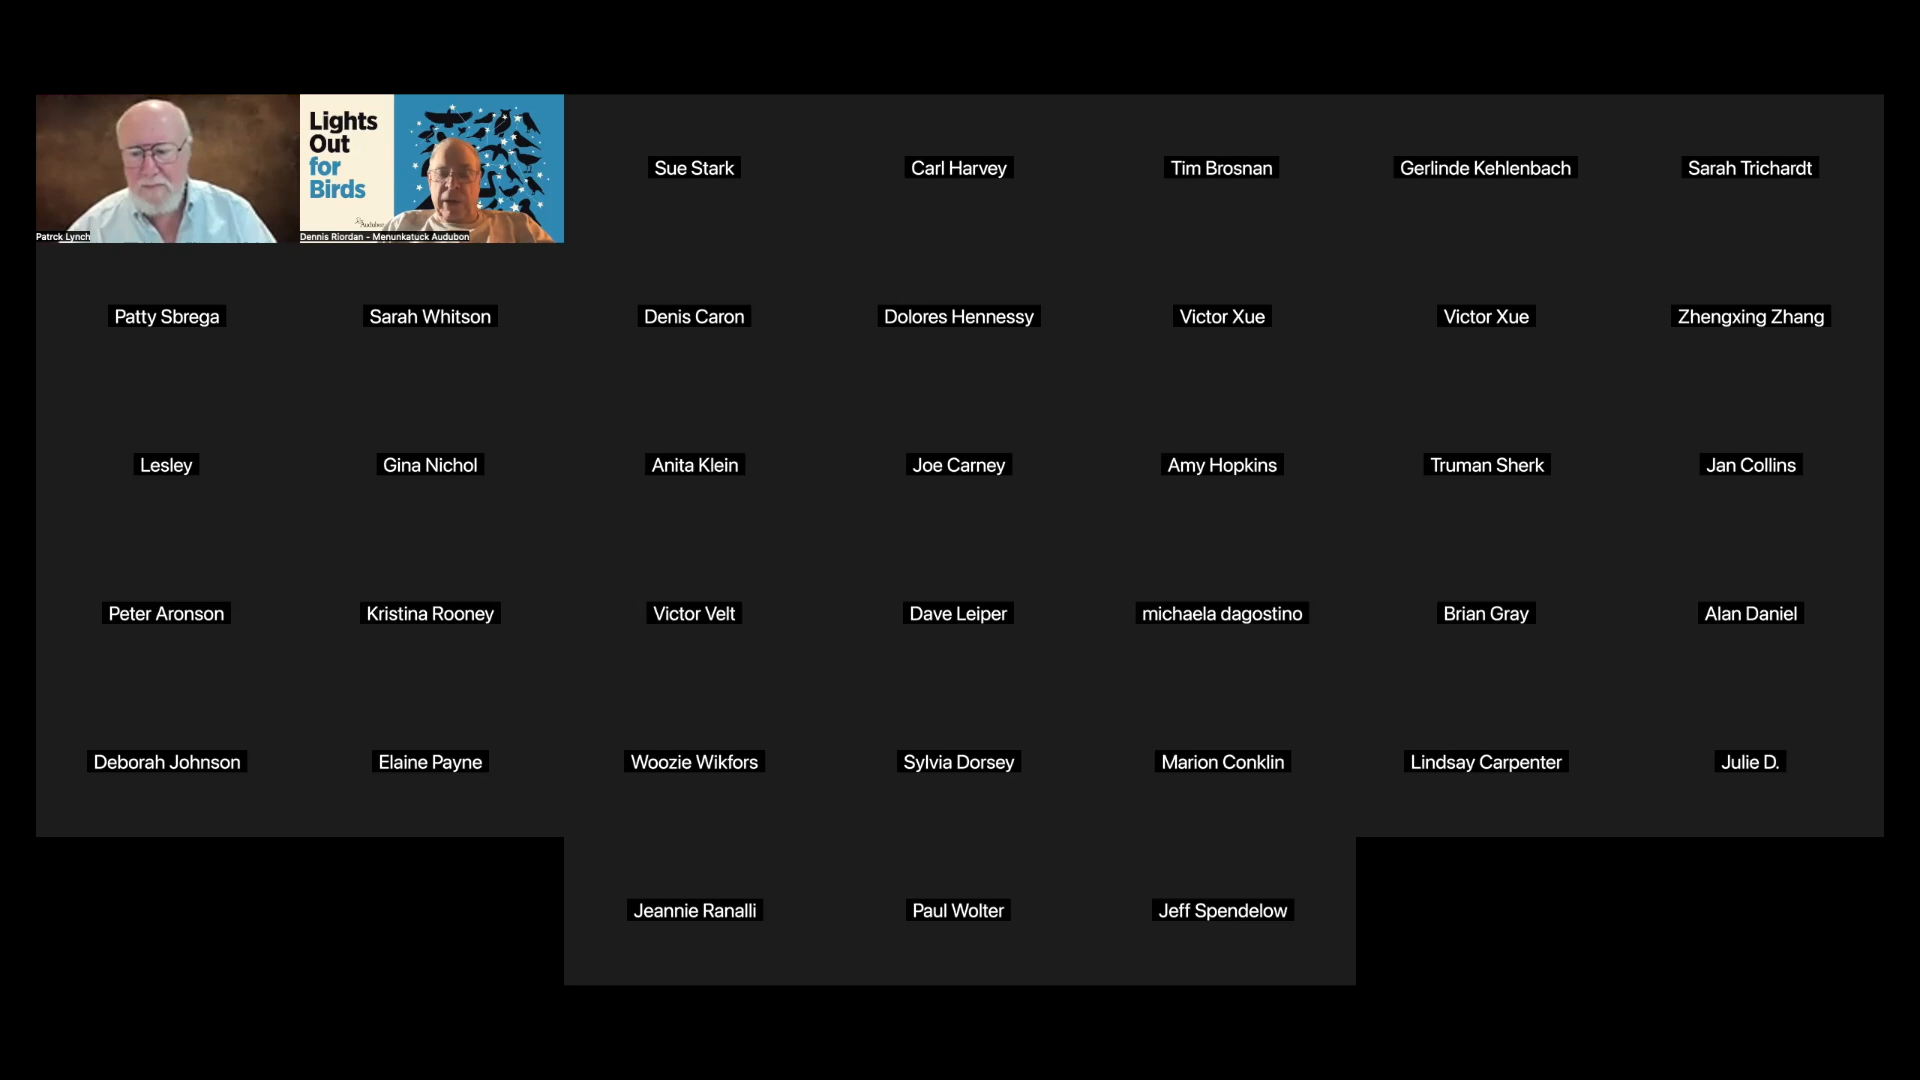 Lights
Out
for
Birds
Audubon
Patrck Lynch
Dennis Riordan - Menunkatuck Audubon
Sue Stark
Carl Harvey
Tim Brosnan
Gerlinde Kehlenbach
Sarah Trichardt
Patty Sbrega
Sarah Whitson
Denis Caron
Dolores Hennessy
Victor Xue
Victor Xue
Zhengxing Zhang
Lesley
Gina Nichol
Anita Klein
Joe Carney
Amy Hopkins
Truman Sherk
Jan Collins
Peter Aronson
Kristina Rooney
Victor Velt
Dave Leiper
michaela dagostino
Brian Gray
Alan Daniel
Deborah Johnson
Elaine Payne
Woozie Wikfors
Sylvia Dorsey
Marion Conklin
Lindsay Carpenter
Julie D.
Jeannie Ranalli
Paul Wolter
Jeff Spendelow